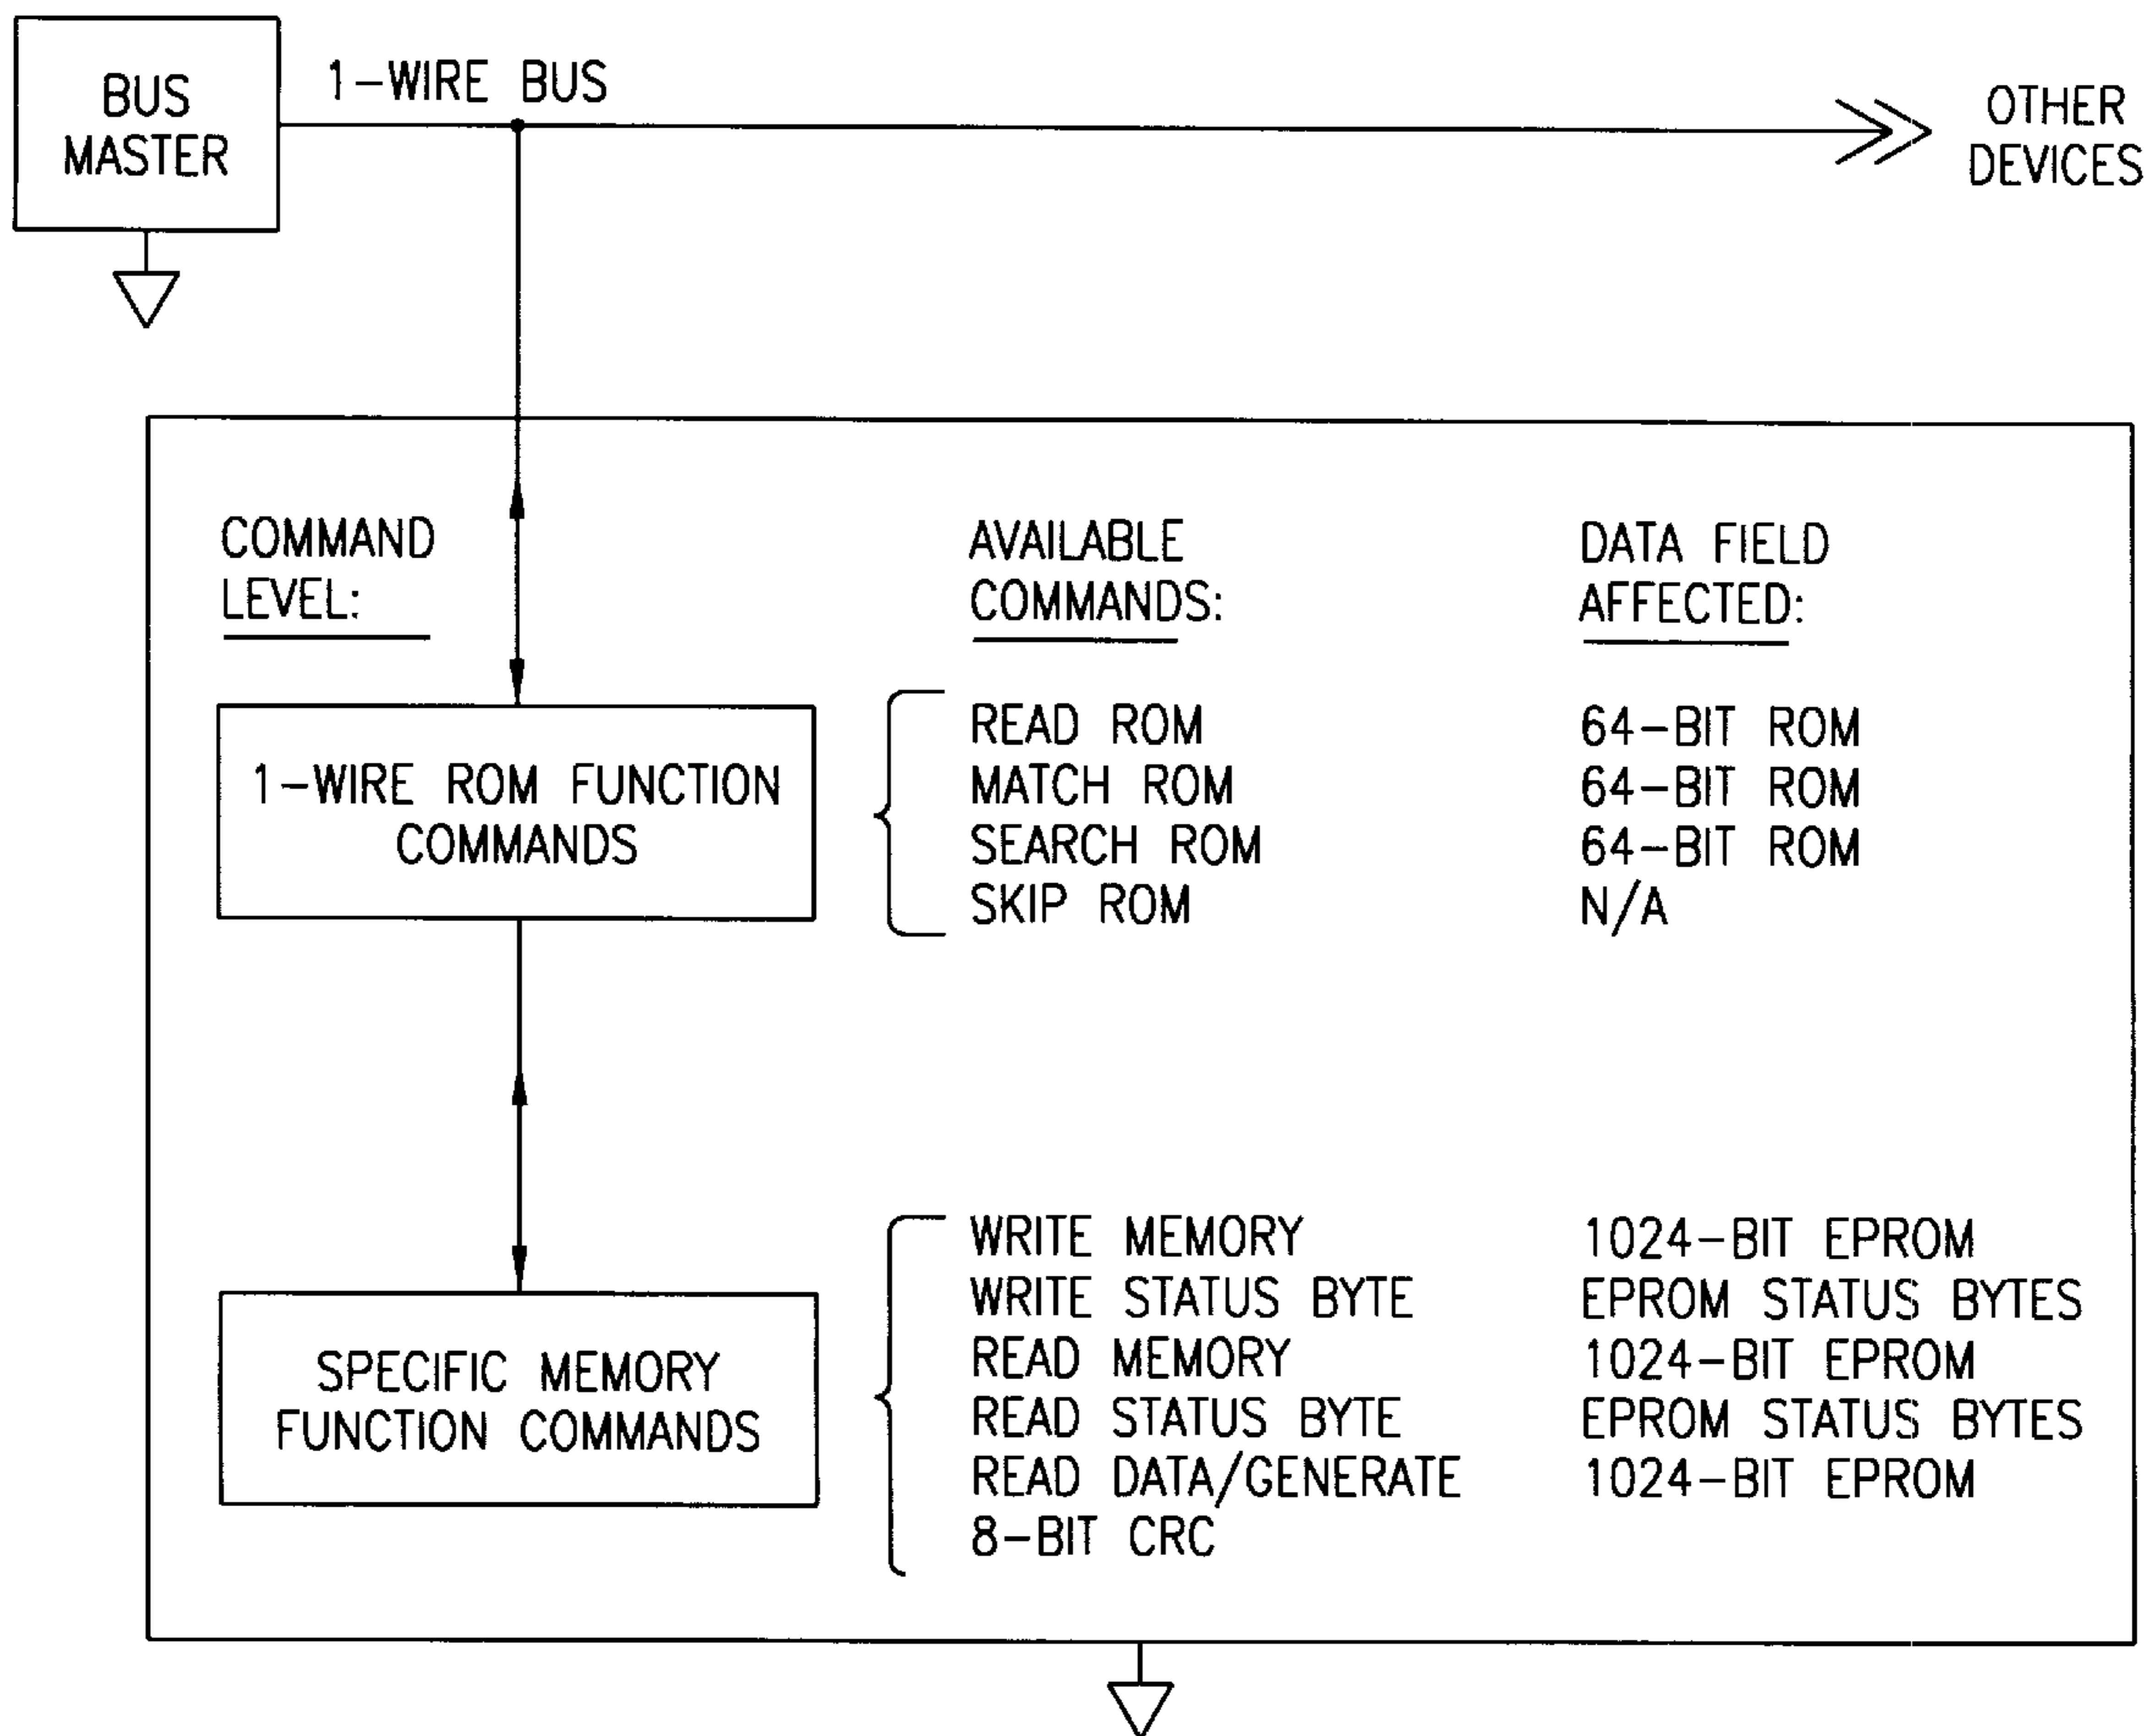 BUS
MASTER
1-WIRE BUS
OTHER
DEVICES
COMMAND
LEVEL:
AVAILABLE
COMMANDS:
DATA FIELD
AFFECTED:
1-WIRE ROM FUNCTION
COMMANDS
READ ROM 64-BIT ROM
MATCH ROM 64-BIT ROM
SEARCH ROM 64-BIT ROM
SKIP ROM N/A
SPECIFIC MEMORY
FUNCTION COMMANDS
WRITE MEMORY 1024-BIT EPROM
WRITE STATUS BYTE EPROM STATUS BYTES
READ MEMORY 1024-BIT EPROM
READ STATUS BYTE EPROM STATUS BYTES
READ DATA/GENERATE 1024-BIT EPROM
8-BIT CRC